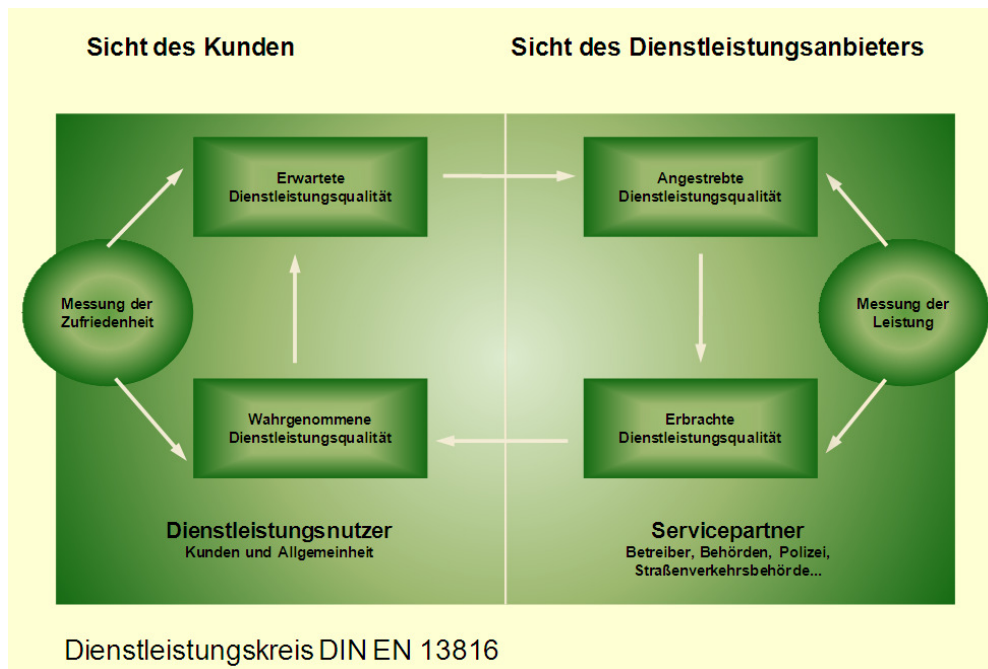 Sicht des Kunden
Sicht des Dienstleistungsanbieters
Erwartete
Dienstleistungsqualität
Angestrebte
Dienstleistungsqualität
Messung der
Zufriedenheit
Messung der
Leistung
Wahrgenommene
Dienstleistungsqualität
Erbrachte
Dienstleistungsqualität
Dienstleistungsnutzer
Kunden und Allgemeinheit
Servicepartner
Betreiber, Behörden, Polizei,
Straßenverkehrsbehörde...
Dienstleistungskreis DIN EN 13816